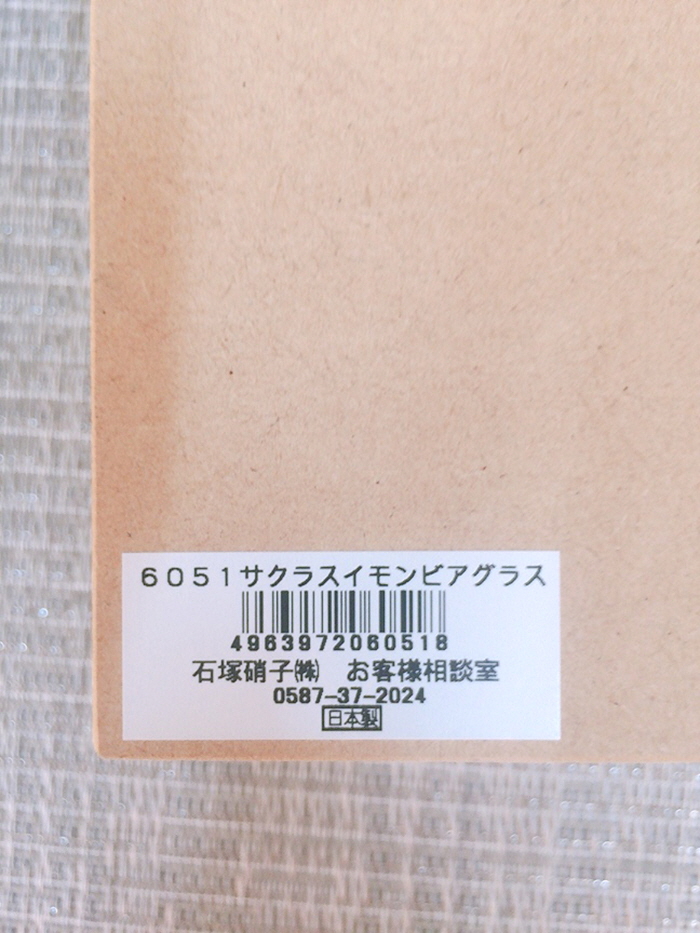 ６０５１サクラスイモンビアグラス
4963972060518
石塚硝子㈱　お客様相談室
0587-37-2024
日本製